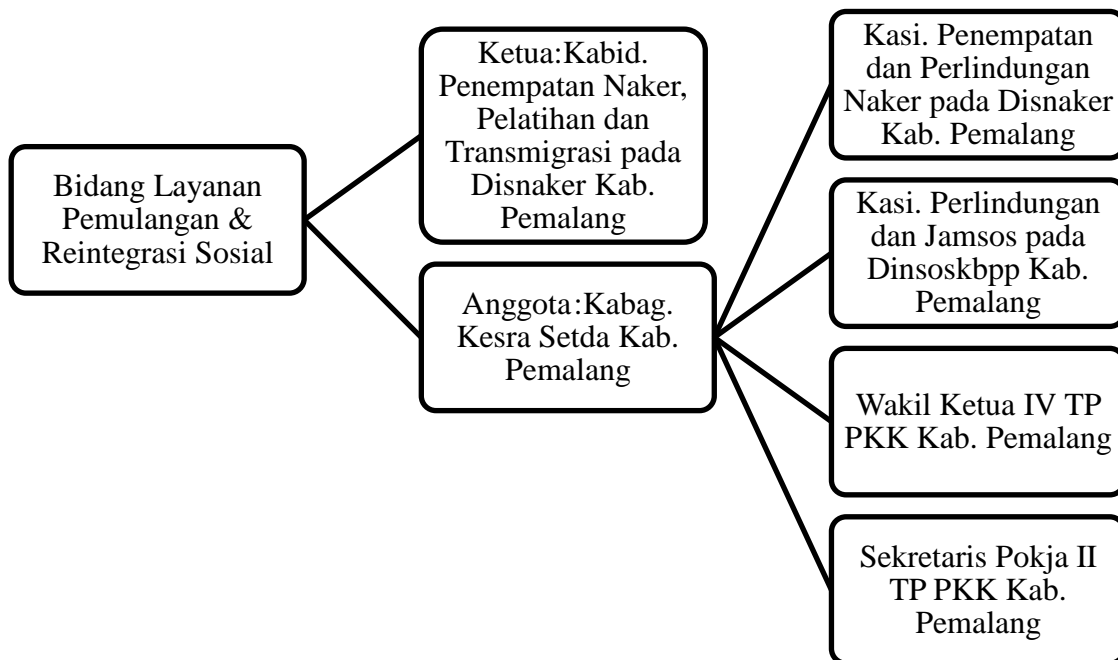 Bidang Layanan
Pemulangan &
Reintegrasi Sosial
Ketua:Kabid.
Penempatan Naker,
Pelatihan dan
Transmigrasi pada
Disnaker Kab.
Pemalang
Anggota:Kabag.
Kesra Setda Kab.
Pemalang
Kasi. Penempatan
dan Perlindungan
Naker pada Disnaker
Kab. Pemalang
Kasi. Perlindungan
dan Jamsos pada
Dinsoskbpp Kab.
Pemalang
Wakil Ketua IV TP
PKK Kab. Pemalang
Sekretaris Pokja II
TP PKK Kab.
Pemalang